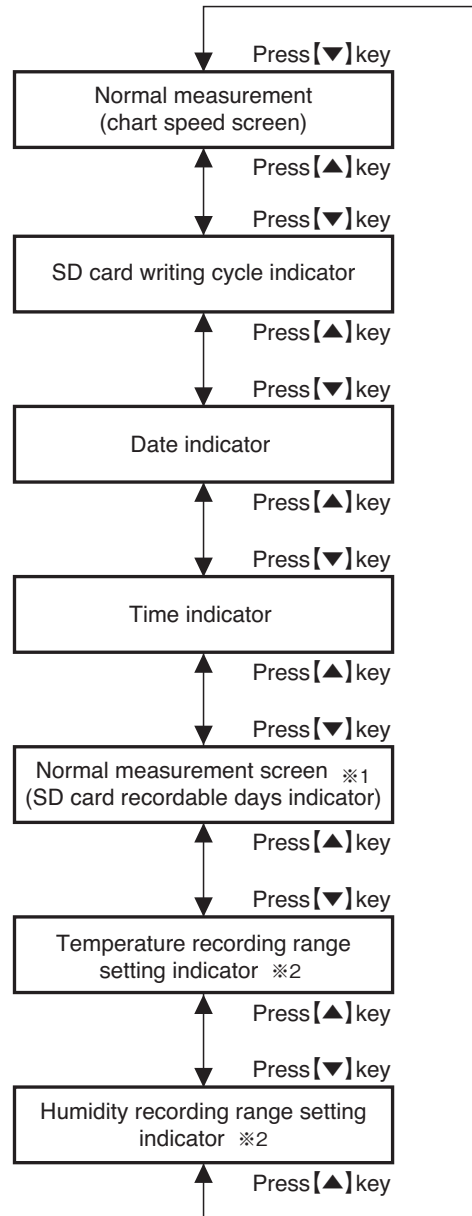 Press【▼】key
Normal measurement
(chart speed screen)
Press【▲】key
Press【▼】key
SD card writing cycle indicator
Press【▲】key
Press【▼】key
Date indicator
Press【▲】key
Press【▼】key
Time indicator
Press【▲】key
Press【▼】key
Normal measurement screen ※1
(SD card recordable days indicator)
Press【▲】key
Press【▼】key
Temperature recording range
setting indicator ※2
Press【▲】key
Press【▼】key
Humidity recording range setting
indicator ※2
Press【▲】key